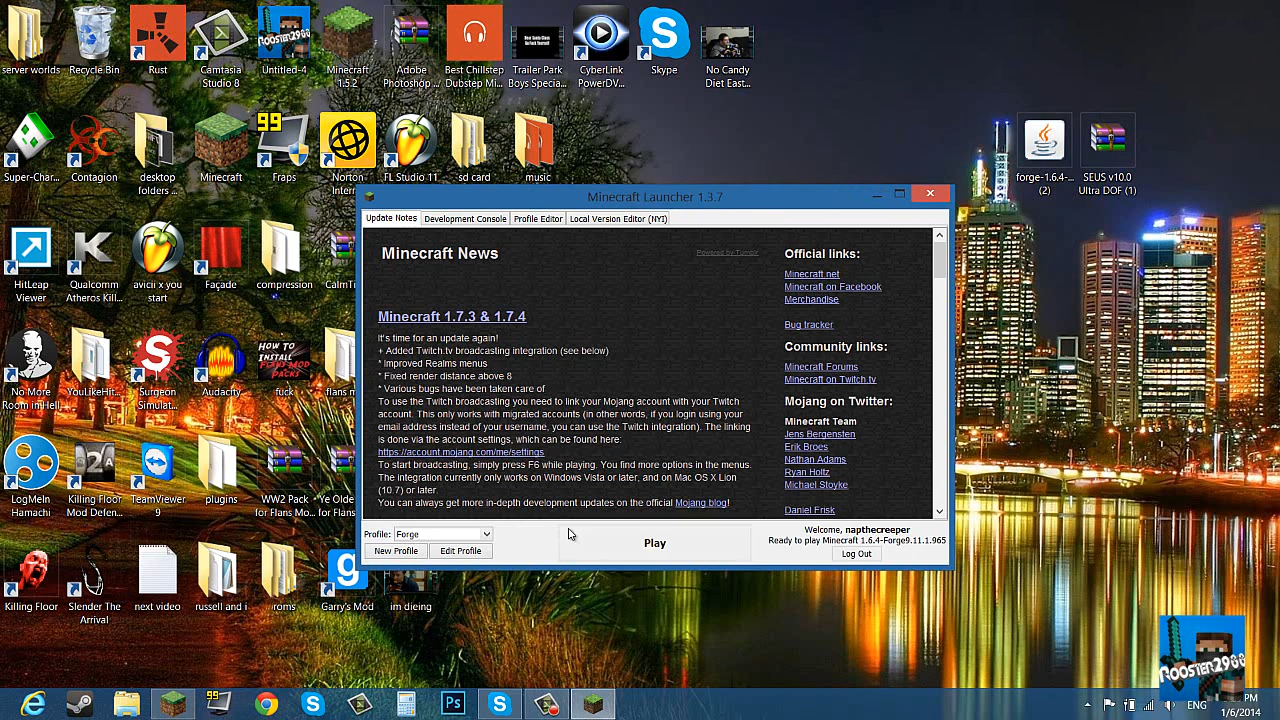 server worlds
Recycle Bin
Rust
Camtasia
Studio 8
ROOSTER2988
Untitled-4
Minecraft
1.5.2
Adobe
Photoshop ...
Best Chillstep
Dubstep Mi...
Trailer Park
Boys Specia...
CyberLink
PowerDV...
Skype
No Candy
Diet East...
Super-Char...
Contagion
desktop
folders ...
Minecraft
99
Fraps
Norton
Intern
FL Studio 11
sd card
music
forge-1.6.4-...
(2)
SEUS v10.0
Ultra DOF (1)
HitLeap
Viewer
Qualcomm
Atheros Kill...
avicii x you
start
Façade
compression
CalmTi
No More
Room in Hell
YouLikeHit...
Surgeon
Simulat...
Audacity
HOW TO
INSTALL
FLANS MOD
PACKS
fuck
flans m
LogMeIn
Hamachi
Killing Floor
Mod Defen...
TeamViewer
9
plugins
WW2 Pack
for Flans Mo...
Ye Olde
for Flans
Killing Floor
Slender The
Arrival
next video
russell and i
roms
Garry's Mod
im dieing
Minecraft Launcher 1.3.7
Update Notes
Development Console
Profile Editor
Local Version Editor (NYI)
Minecraft News
Powered by Tumblr
Minecraft 1.7.3 & 1.7.4
It's time for an update again!
+ Added Twitch.tv broadcasting integration (see below)
* Improved Realms menus
* Fixed render distance above 8
* Various bugs have been taken care of
To use the Twitch broadcasting you need to link your Mojang account with your Twitch
account. This only works with migrated accounts (in other words, if you login using your
email address instead of your username, you can use the Twitch integration). The linking
is done via the account settings, which can be found here:
https://account.mojang.com/me/settings
To start broadcasting, simply press F6 while playing. You find more options in the menus.
The integration currently only works on Windows Vista or later, and on Mac OS X Lion
(10.7) or later.
You can always get more in-depth development updates on the official Mojang blog!
Official links:
Minecraft.net
Minecraft on Facebook
Merchandise
Bug tracker
Community links:
Minecraft Forums
Minecraft on Twitch.tv
Mojang on Twitter:
Minecraft Team
Jens Bergensten
Erik Broes
Nathan Adams
Ryan Holtz
Michael Stoyke
Daniel Frisk
Profile:
Forge
New Profile
Edit Profile
Play
Welcome, napthecreeper
Ready to play Minecraft 1.6.4-Forge9.11.1.965
Log Out
ROOSTER2988
99
Ps
ENG
PM
1/6/2014